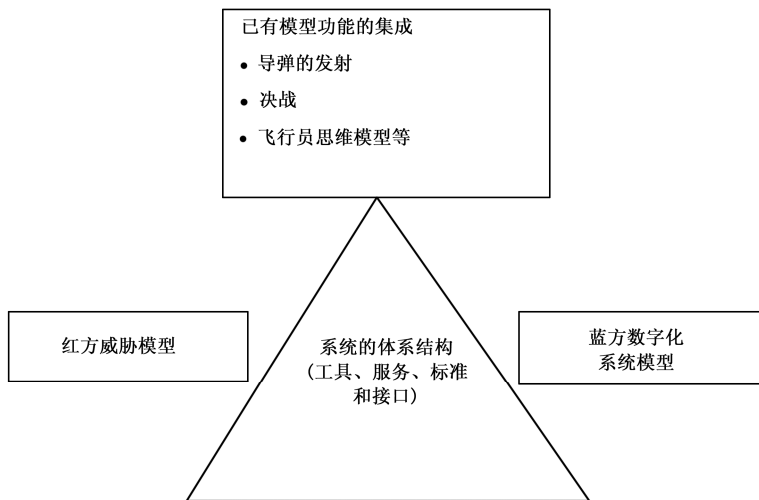 已有模型功能的集成
● 导弹的发射
● 决战
● 飞行员思维模型等
红方威胁模型
系统的体系结构
(工具、服务、标准
和接口)
蓝方数字化
系统模型